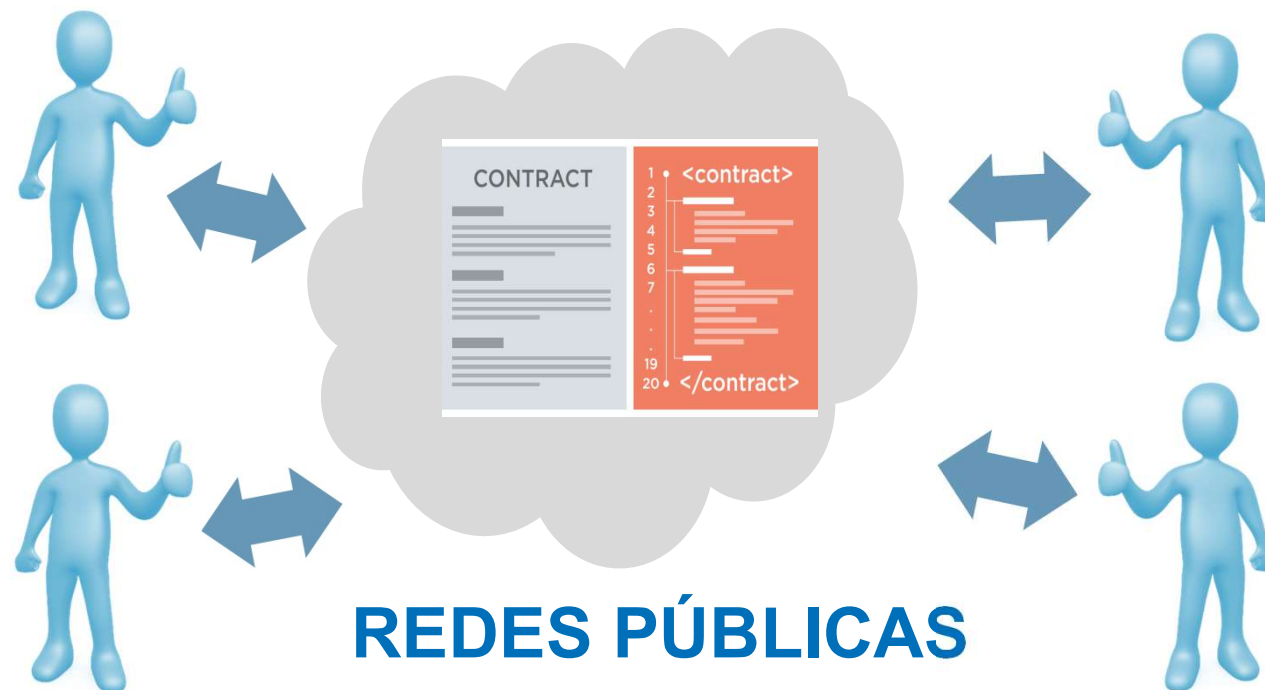 CONTRACT
1 <contract>
2
3
4
5
6
7
.
.
.
19
20 </contract>
REDES PÚBLICAS